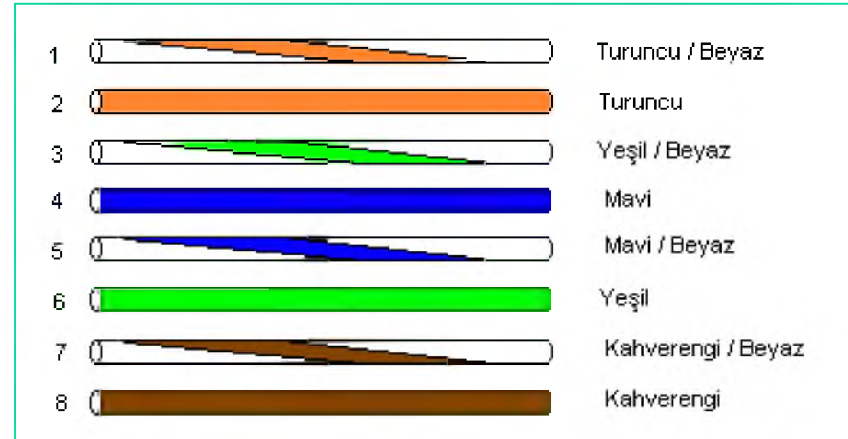 1 Turuncu / Beyaz
2 Turuncu
3 Yeşil / Beyaz
4 Mavi
5 Mavi / Beyaz
6 Yeşil
7 Kahverengi / Beyaz
8 Kahverengi